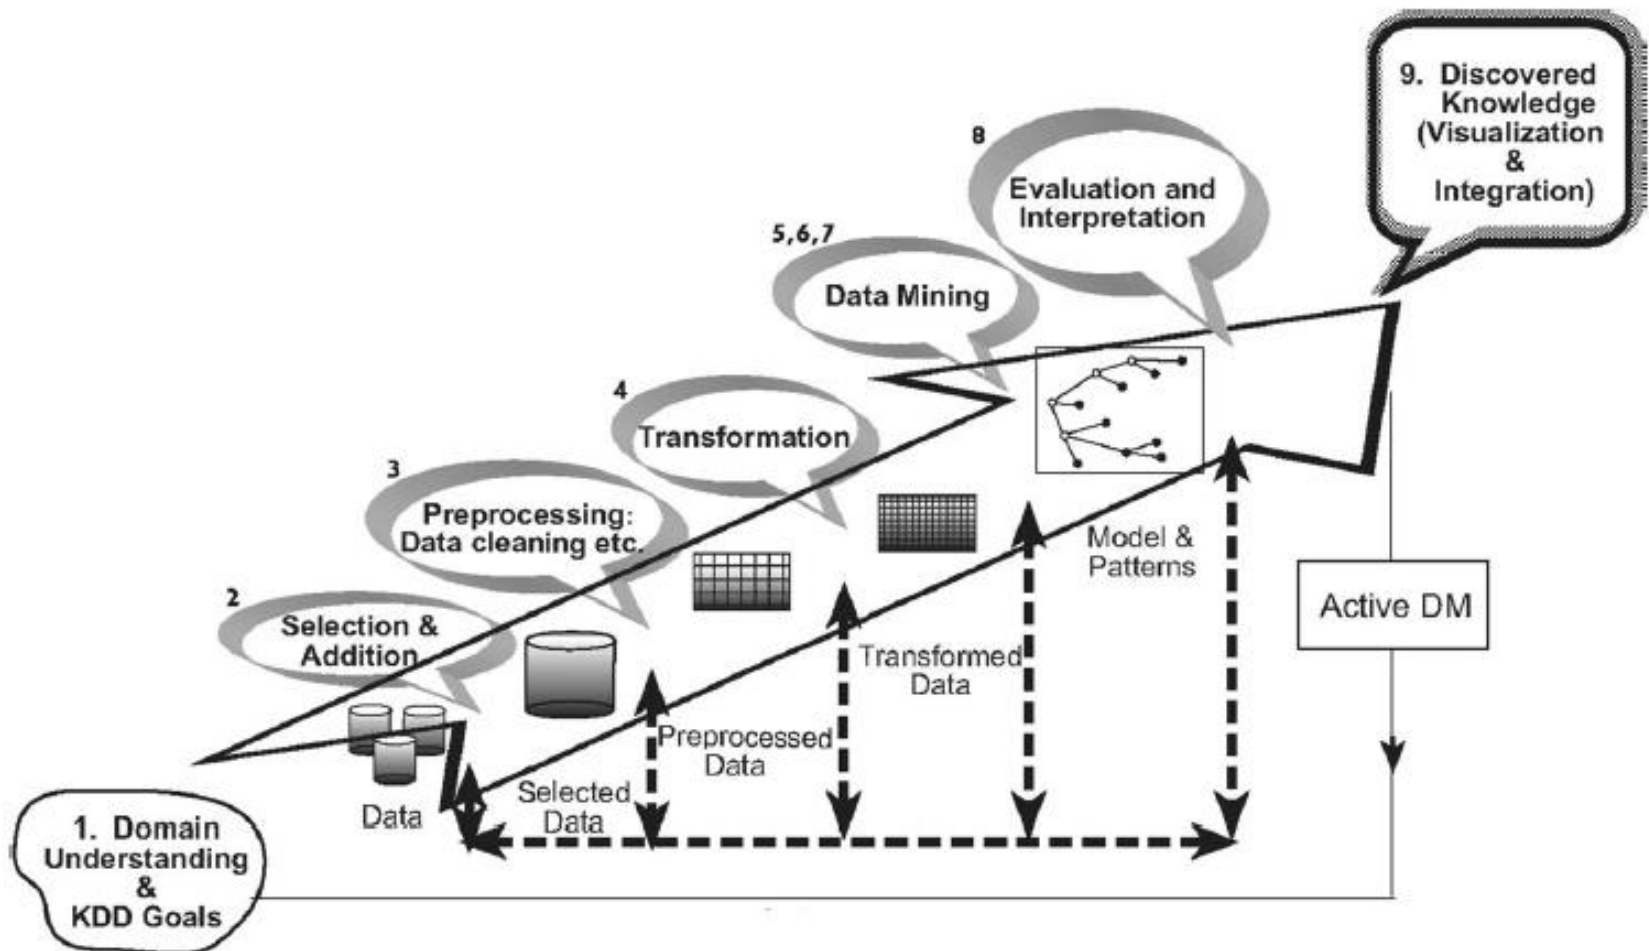 9. Discovered
Knowledge
(Visualization
&
Integration)
8
Evaluation and
Interpretation
5,6,7
Data Mining
4
Transformation
3
Preprocessing:
Data cleaning etc.
2
Selection &
Addition
Model &
Patterns
Active DM
Transformed
Data
Preprocessed
Data
Selected
Data
Data
1. Domain
Understanding
&
KDD Goals